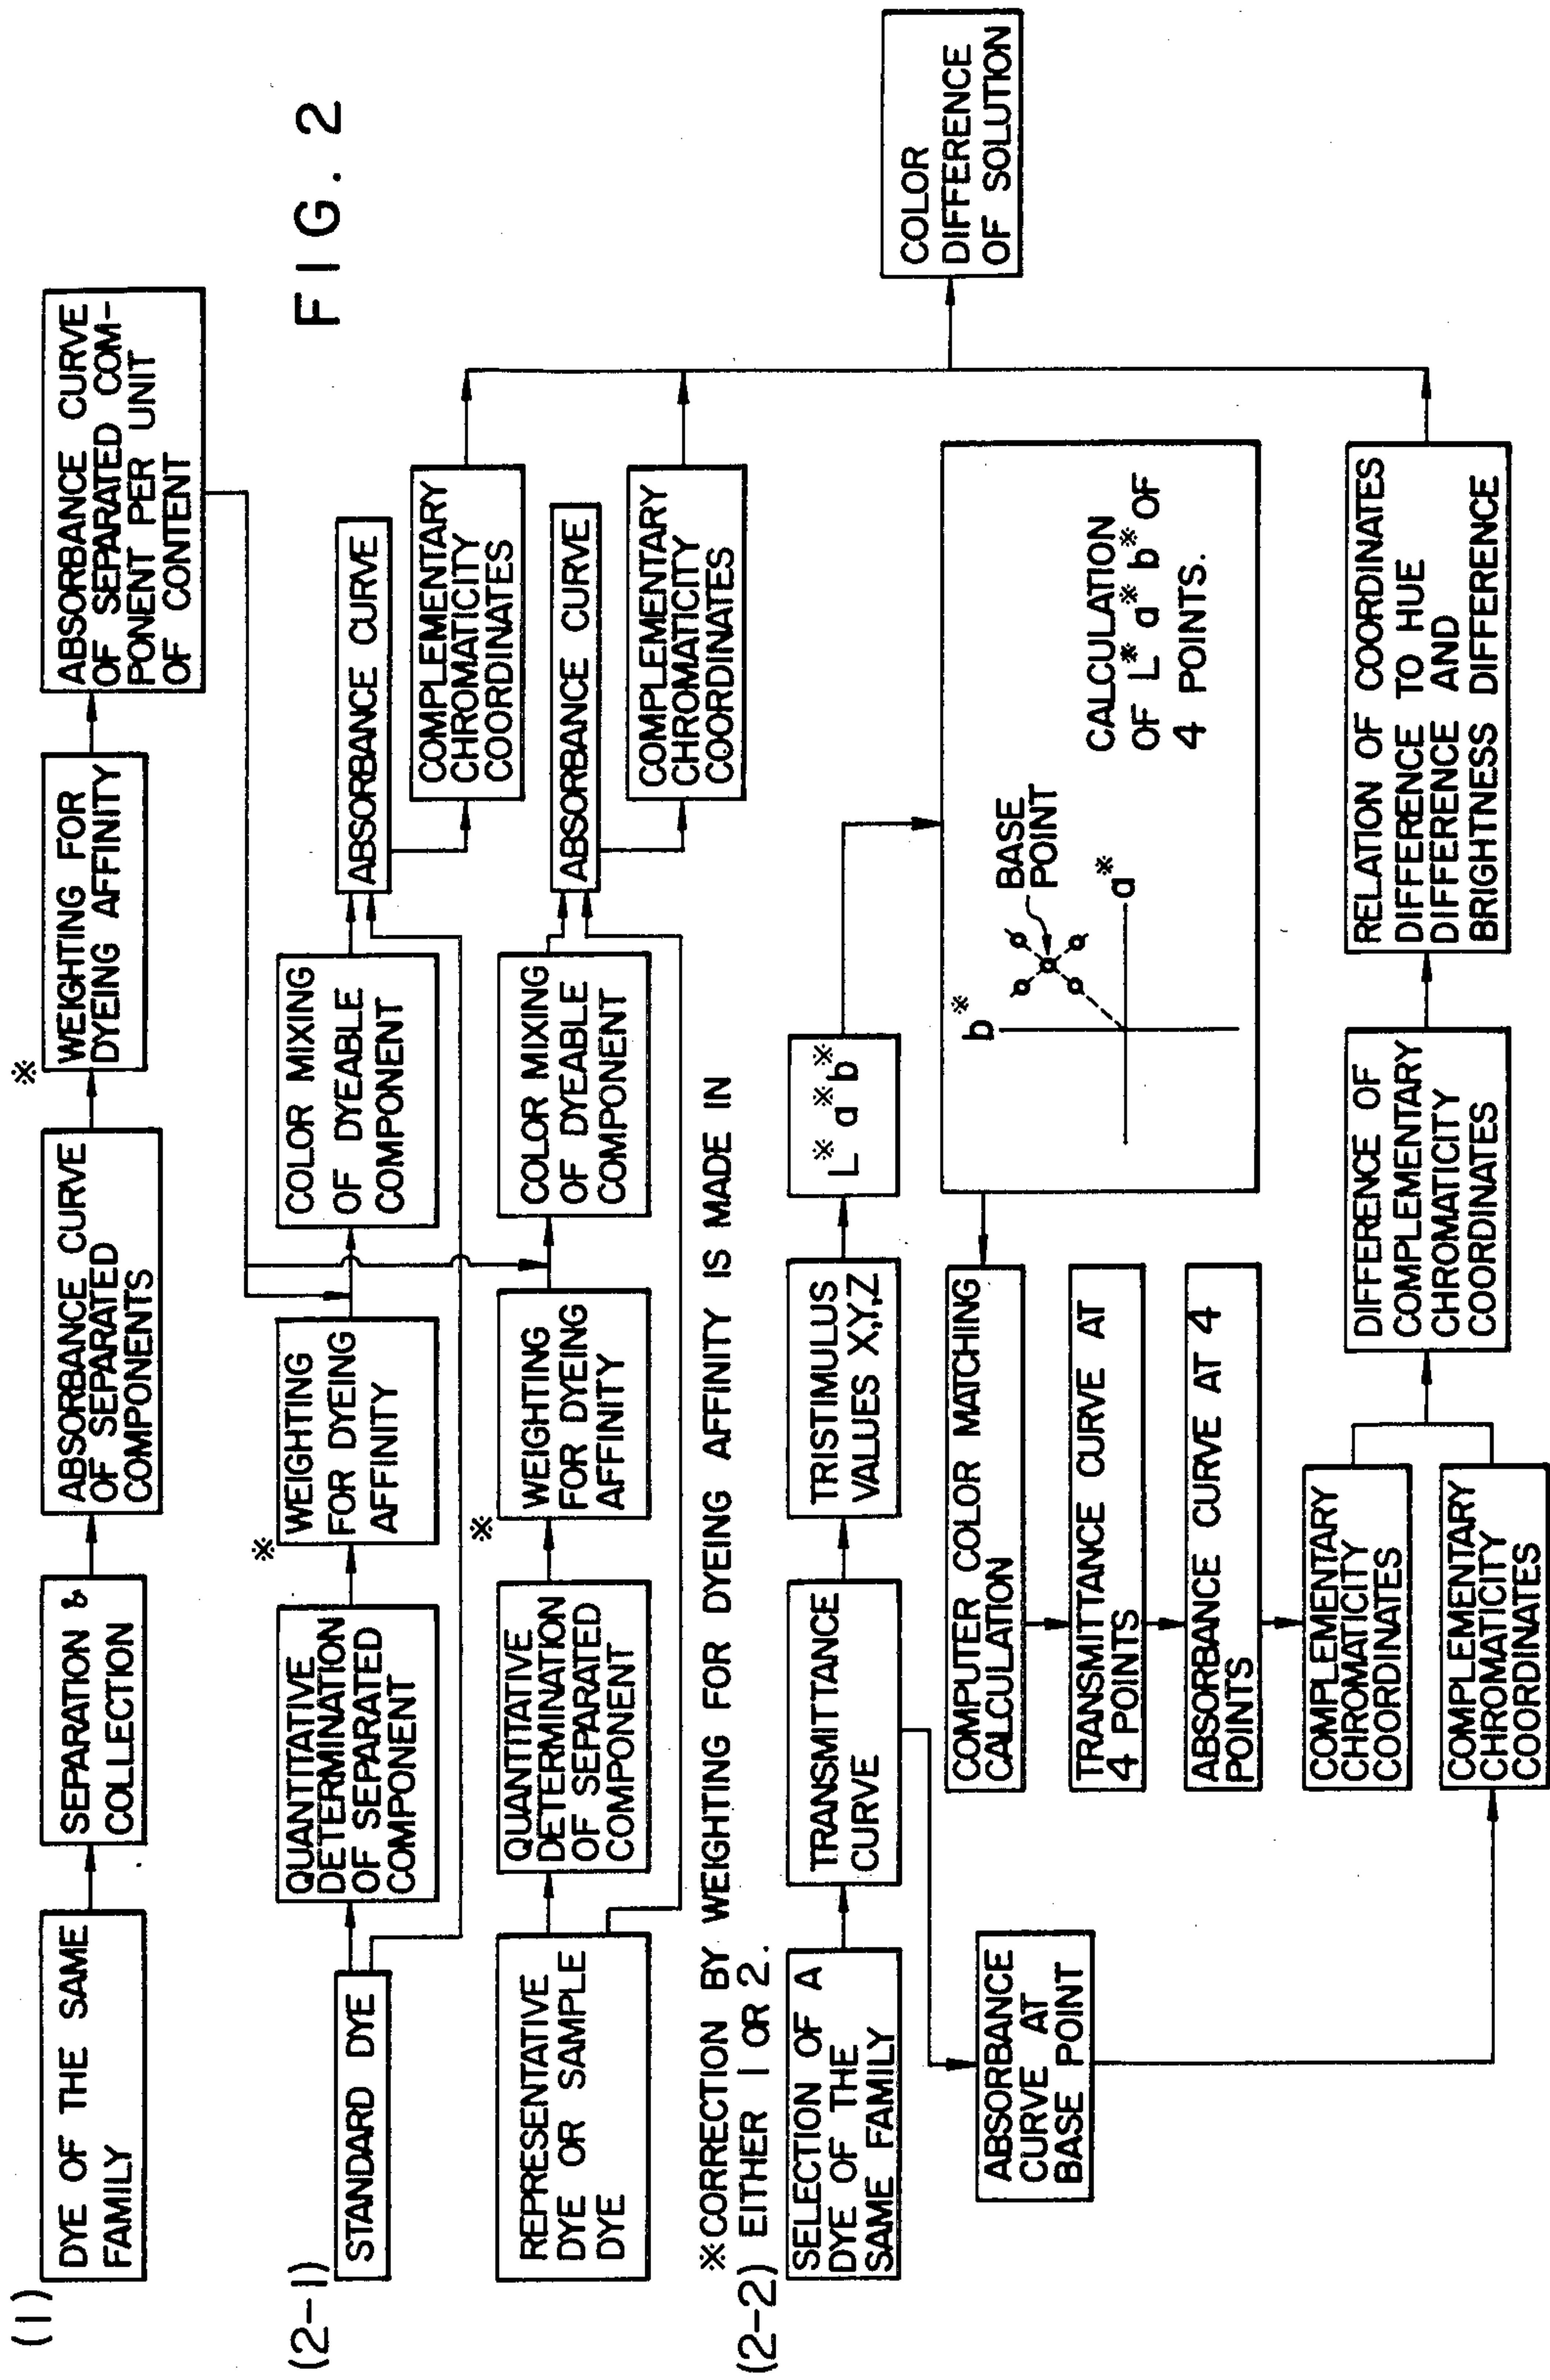 FIG. 2
(1)
DYE OF THE SAME
FAMILY
SEPARATION &
COLLECTION
ABSORBANCE CURVE
OF SEPARATED
COMPONENTS
※
WEIGHTING FOR
DYEING AFFINITY
ABSORBANCE CURVE
OF SEPARATED COM-
PONENT PER UNIT
OF CONTENT
(2-1)
STANDARD DYE
QUANTITATIVE
DETERMINATION
OF SEPARATED
COMPONENT
※
WEIGHTING
FOR DYEING
AFFINITY
COLOR MIXING
OF DYEABLE
COMPONENT
ABSORBANCE CURVE
COMPLEMENTARY
CHROMATICITY
COORDINATES
REPRESENTATIVE
DYE OR SAMPLE
DYE
QUANTITATIVE
DETERMINATION
OF SEPARATED
COMPONENT
※
WEIGHTING
FOR DYEING
AFFINITY
COLOR MIXING
OF DYEABLE
COMPONENT
ABSORBANCE CURVE
COMPLEMENTARY
CHROMATICITY
COORDINATES
COLOR
DIFFERENCE
OF SOLUTION
※CORRECTION BY WEIGHTING FOR DYEING AFFINITY IS MADE IN
EITHER 1 OR 2.
(2-2)
SELECTION OF A
DYE OF THE
SAME FAMILY
TRANSMITTANCE
CURVE
TRISTIMULUS
VALUES X,Y,Z
L※ a※ b※
b※
a※
BASE
POINT
CALCULATION
OF L※ a※ b※ OF
4 POINTS.
ABSORBANCE
CURVE AT
BASE POINT
COMPUTER COLOR MATCHING
CALCULATION
TRANSMITTANCE CURVE AT
4 POINTS
ABSORBANCE CURVE AT 4
POINTS
COMPLEMENTARY
CHROMATICITY
COORDINATES
COMPLEMENTARY
CHROMATICITY
COORDINATES
DIFFERENCE OF
COMPLEMENTARY
CHROMATICITY
COORDINATES
RELATION OF COORDINATES
DIFFERENCE TO HUE
DIFFERENCE AND
BRIGHTNESS DIFFERENCE